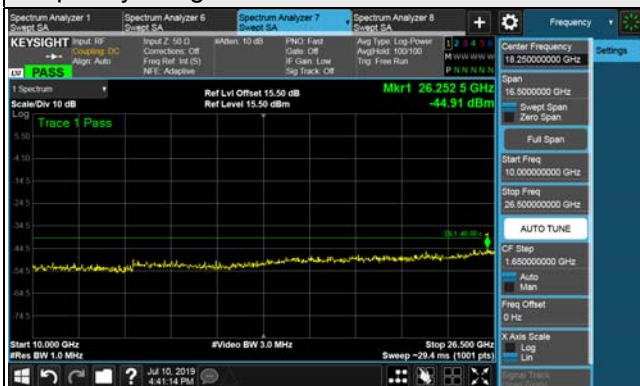 Spectrum Analyzer 1
Swept SA
Spectrum Analyzer 6
Swept SA
Spectrum Analyzer 7
Swept SA
Spectrum Analyzer 8
Swept SA
+
Frequency
KEYSIGHT
Input: RF
Coupling: DC
Align: Auto
LXI
PASS
Input Z: 50 Ω
Corrections: Off
Freq Ref: Int (S)
NFE: Adaptive
#Atten: 10 dB
PNO: Fast
Gate: Off
IF Gain: Low
Sig Track: Off
Avg Type: Log-Power
Avg|Hold: 100/100
Trig: Free Run
1 2 3 4 5 6
M W W W W W
P N N N N N
1 Spectrum
Scale/Div 10 dB
Ref Lvl Offset 15.50 dB
Ref Level 15.50 dBm
Mkr1 26.252 5 GHz
-44.91 dBm
Log
Trace 1 Pass
5.50
-4.50
-14.5
-24.5
-34.5
-44.5
-54.5
-64.5
-74.5
Start 10.000 GHz
#Res BW 1.0 MHz
#Video BW 3.0 MHz
Stop 26.500 GHz
Sweep ~29.4 ms (1001 pts)
Center Frequency
18.250000000 GHz
Settings
Span
16.5000000 GHz
Swept Span
Zero Span
Full Span
Start Freq
10.000000000 GHz
Stop Freq
26.500000000 GHz
AUTO TUNE
CF Step
1.650000000 GHz
Auto
Man
Freq Offset
0 Hz
X Axis Scale
Log
Lin
Signal Track
?
Jul 10, 2019
4:41:14 PM